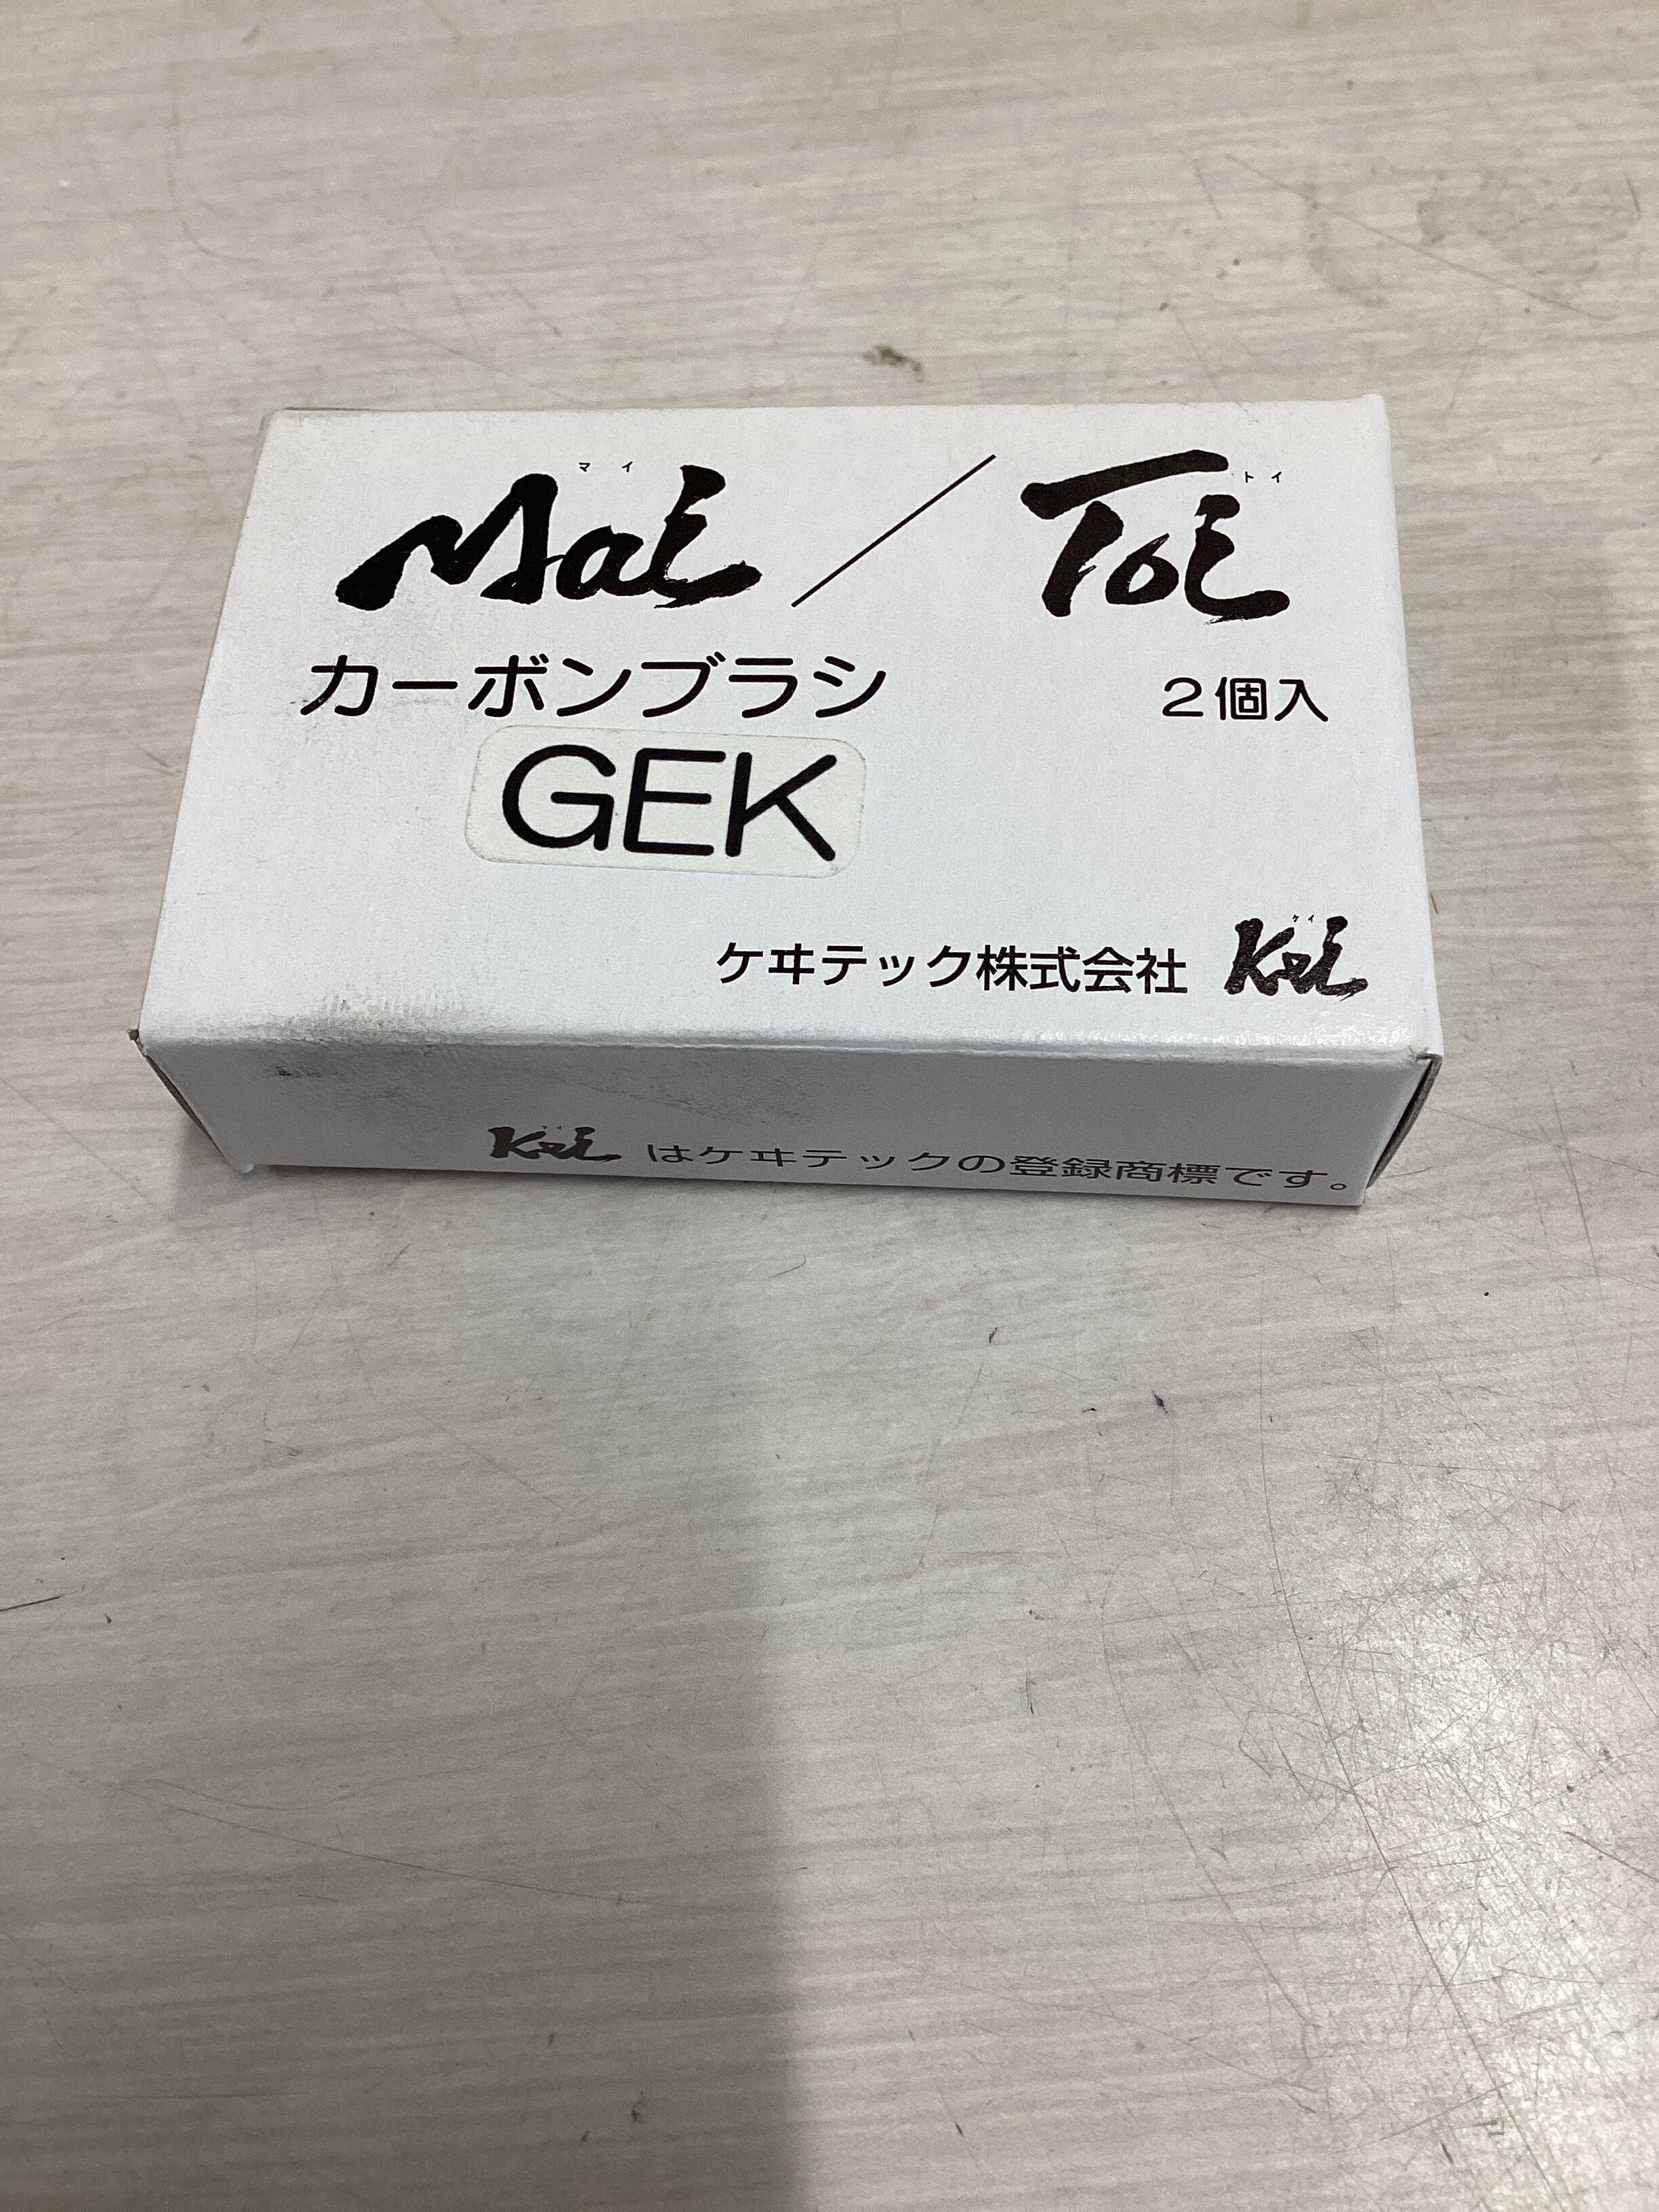 マイ トイ
Mai／Toi
カーボンブラシ 2個入
GEK
ケヰテック株式会社 ケイ Kei
Kei はケヰテックの登録商標です。